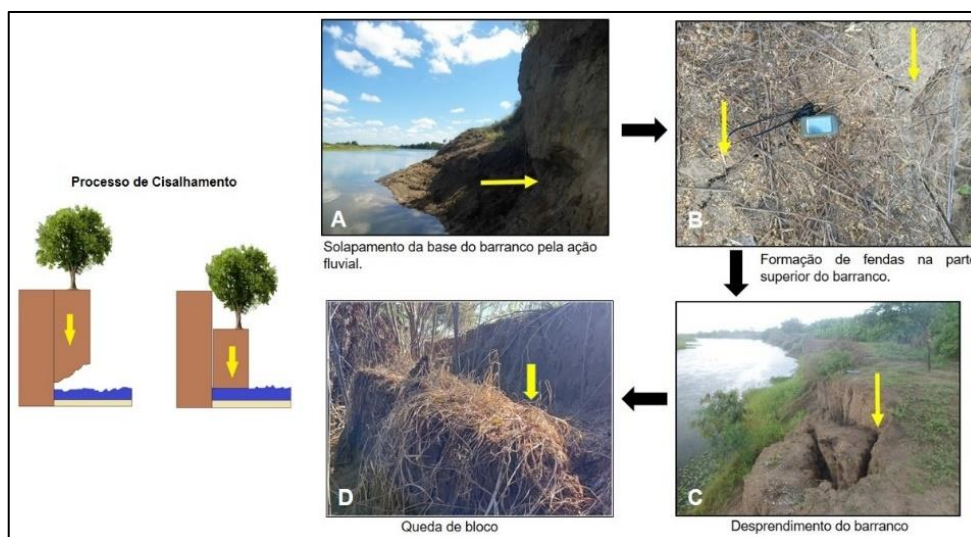 Processo de Cisalhamento
A
Solapamento da base do barranco pela ação
fluvial.
B
Formação de fendas na parte
superior do barranco.
D
Queda de bloco
C
Desprendimento do barranco